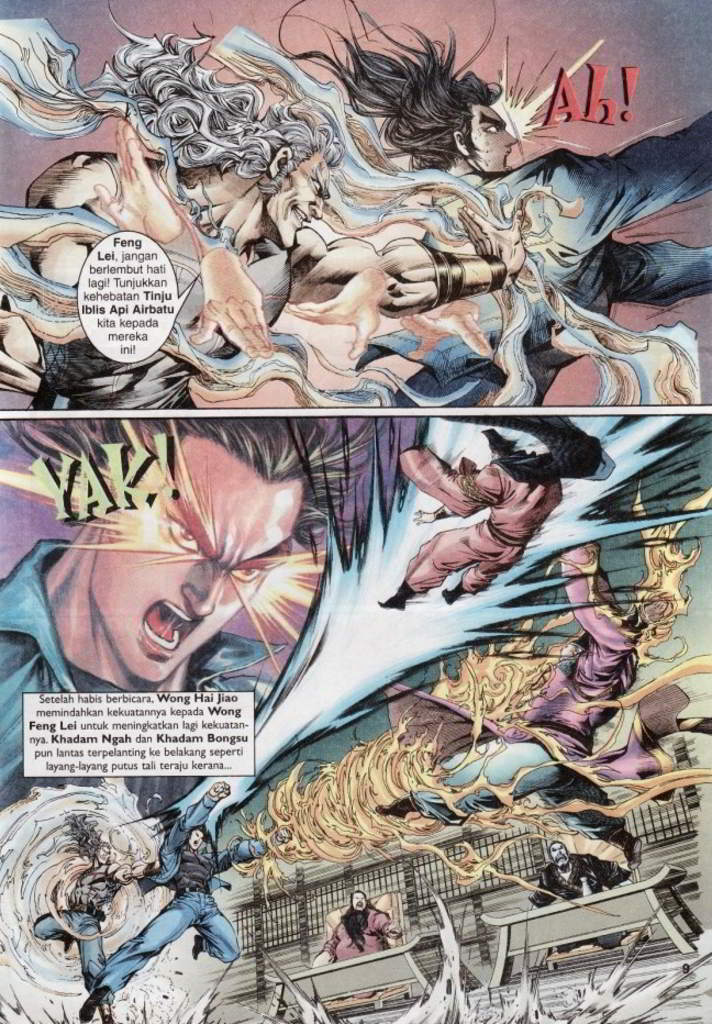 Ah!
Feng
Lei, jangan
berlembut hati
lagi! Tunjukkan
kehebatan Tinju
Iblis Api Airbatu
kita kepada
mereka
ini!
YAK!
Setelah habis berbicara, Wong Hai Jiao
memindahkan kekuatannya kepada Wong
Feng Lei untuk meningkatkan lagi kekuatan-
nya. Khadam Ngah dan Khadam Bongsu
pun lantas terpelanting ke belakang seperti
layang-layang putus tali teraju kerana...
9